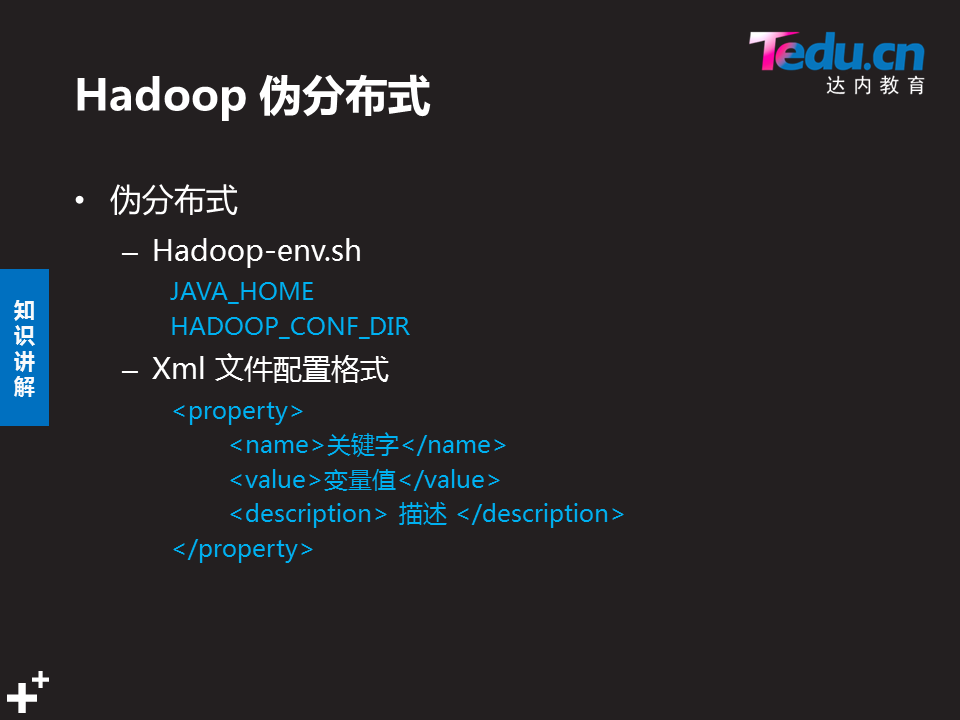 Tedu.cn
达内教育
Hadoop 伪分布式
• 伪分布式
– Hadoop-env.sh
JAVA_HOME
HADOOP_CONF_DIR
– Xml 文件配置格式
<property>
<name>关键字</name>
<value>变量值</value>
<description> 描述 </description>
</property>
知识讲解